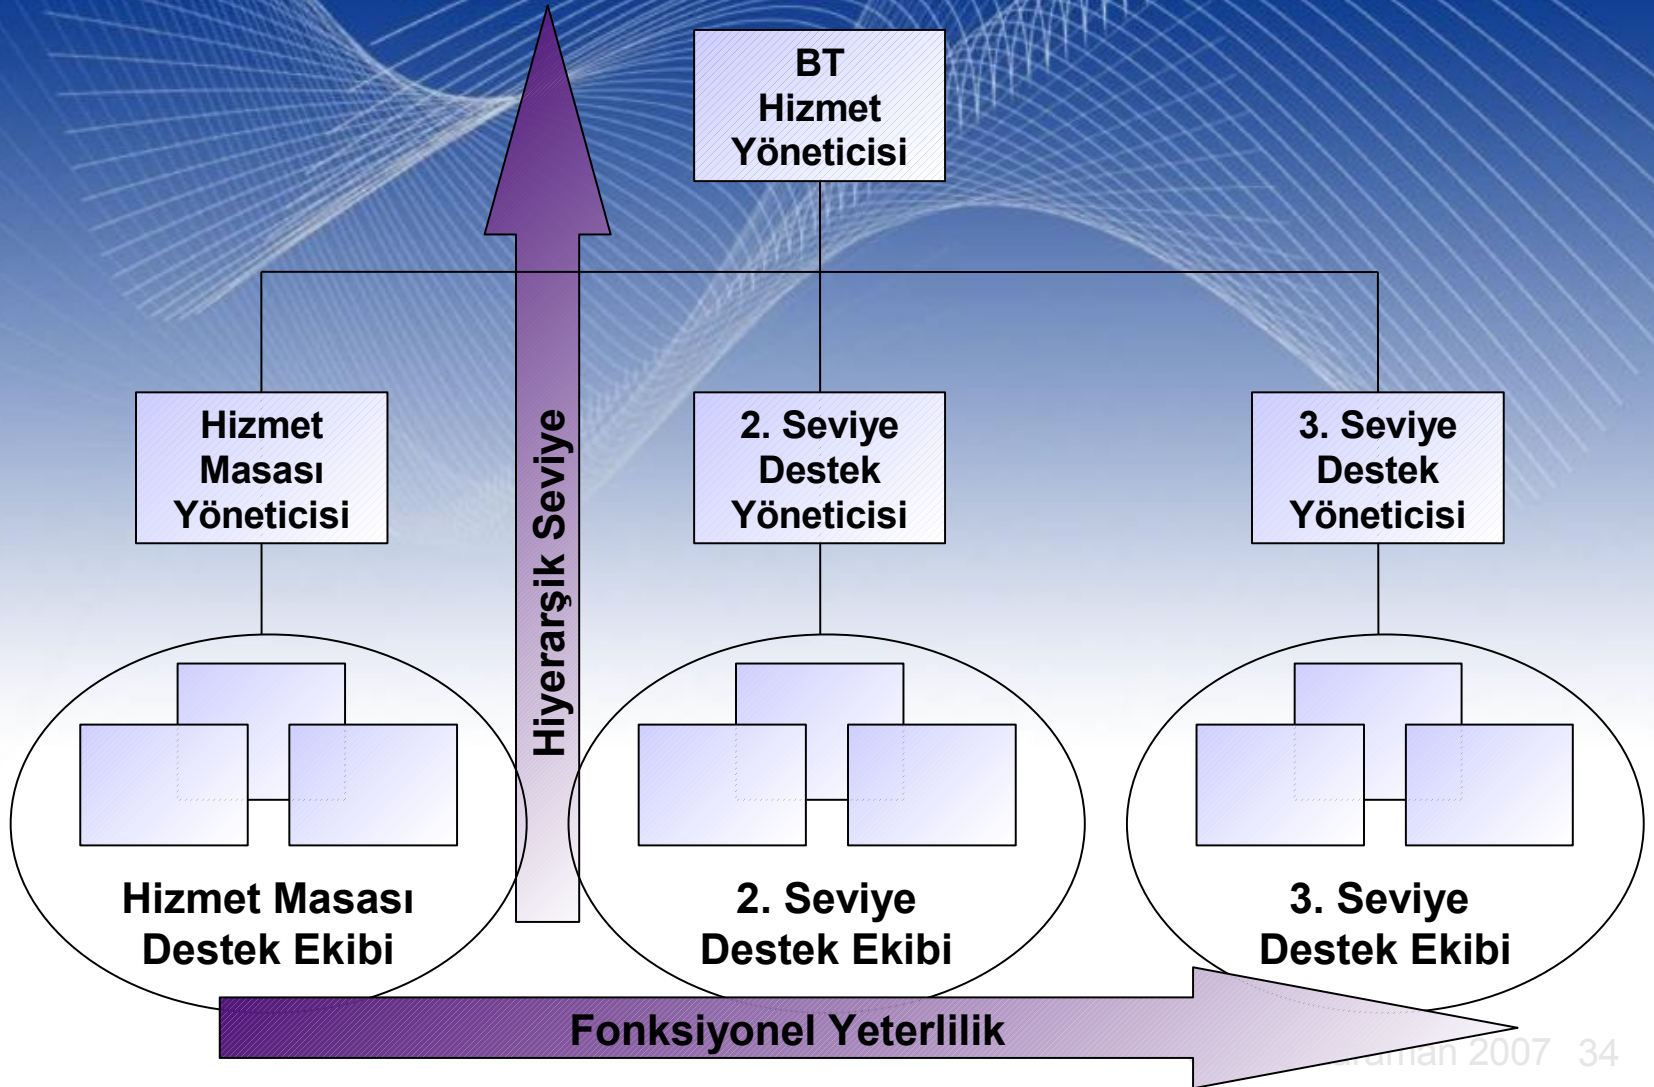 BT
Hizmet
Yöneticisi
Hizmet
Masası
Yöneticisi
2. Seviye
Destek
Yöneticisi
3. Seviye
Destek
Yöneticisi
Hiyerarşik Seviye
Hizmet Masası
Destek Ekibi
2. Seviye
Destek Ekibi
3. Seviye
Destek Ekibi
Fonksiyonel Yeterlilik
2007 34